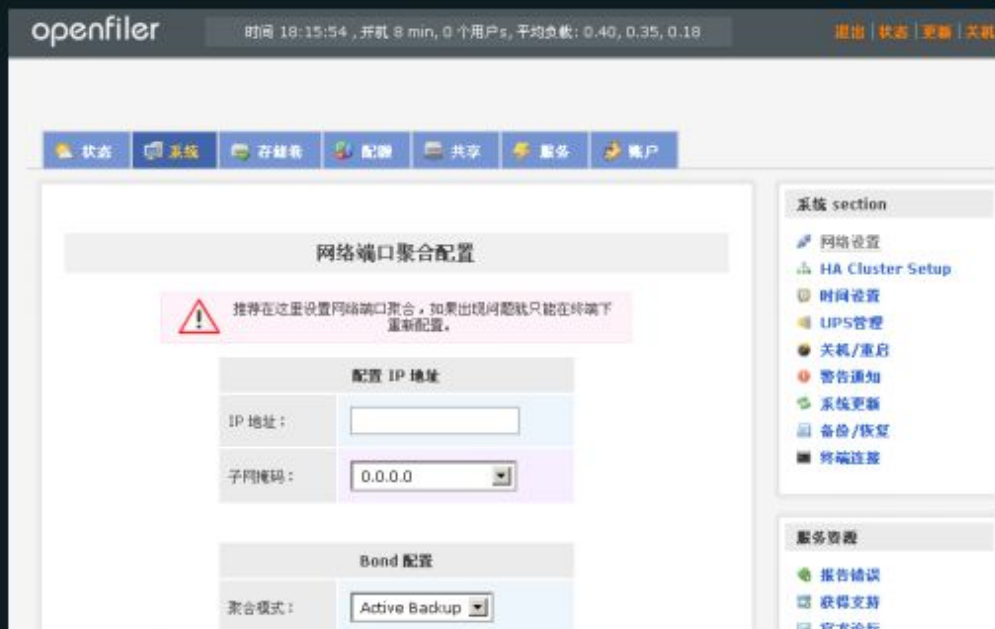 openfiler
时间 18:15:54 , 开机 8 min, 0 个用户s, 平均负载: 0.40, 0.35, 0.18
退出 | 状态 | 更新 | 关机
状态 系统 存储卷 配额 共享 服务 账户
系统 section
网络设置
HA Cluster Setup
时间设置
UPS管理
关机/重启
警告通知
系统更新
备份/恢复
终端连接
网络端口聚合配置
推荐在这里设置网络端口聚合，如果出现问题就只能在终端下
重新配置。
配置 IP 地址
IP 地址：
子网掩码：
0.0.0.0
Bond 配置
聚合模式：
Active Backup
服务资源
报告错误
获得支持
官方论坛